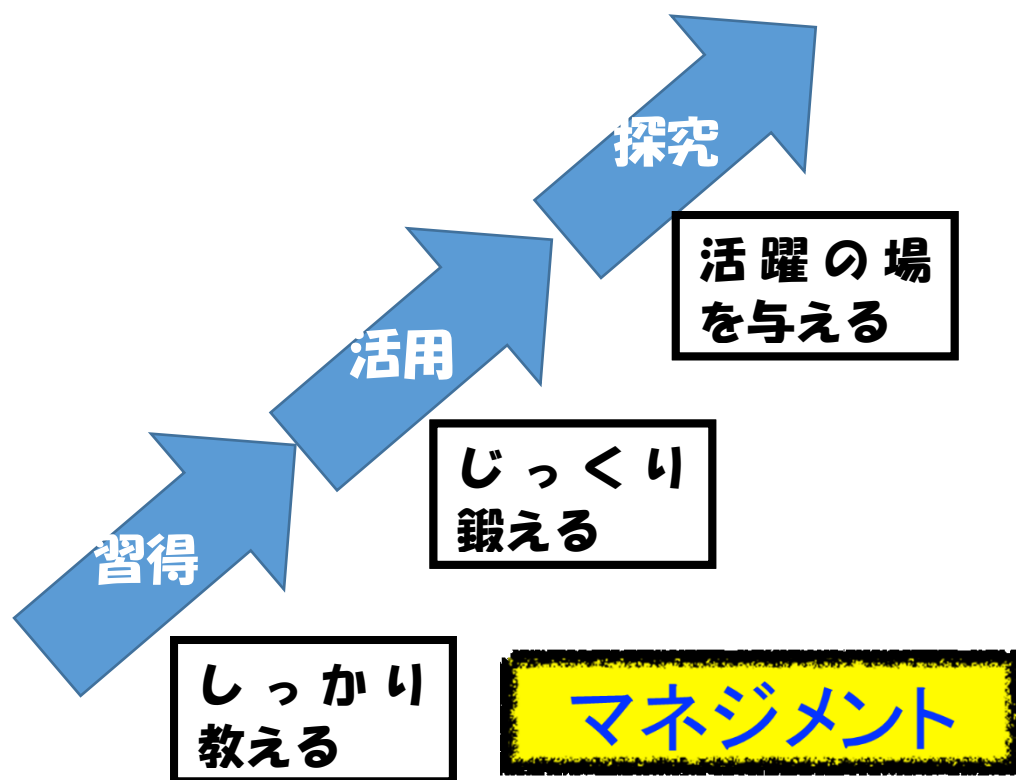 探究
活躍の場
を与える
活用
じっくり
鍛える
習得
しっかり
教える
マネジメント